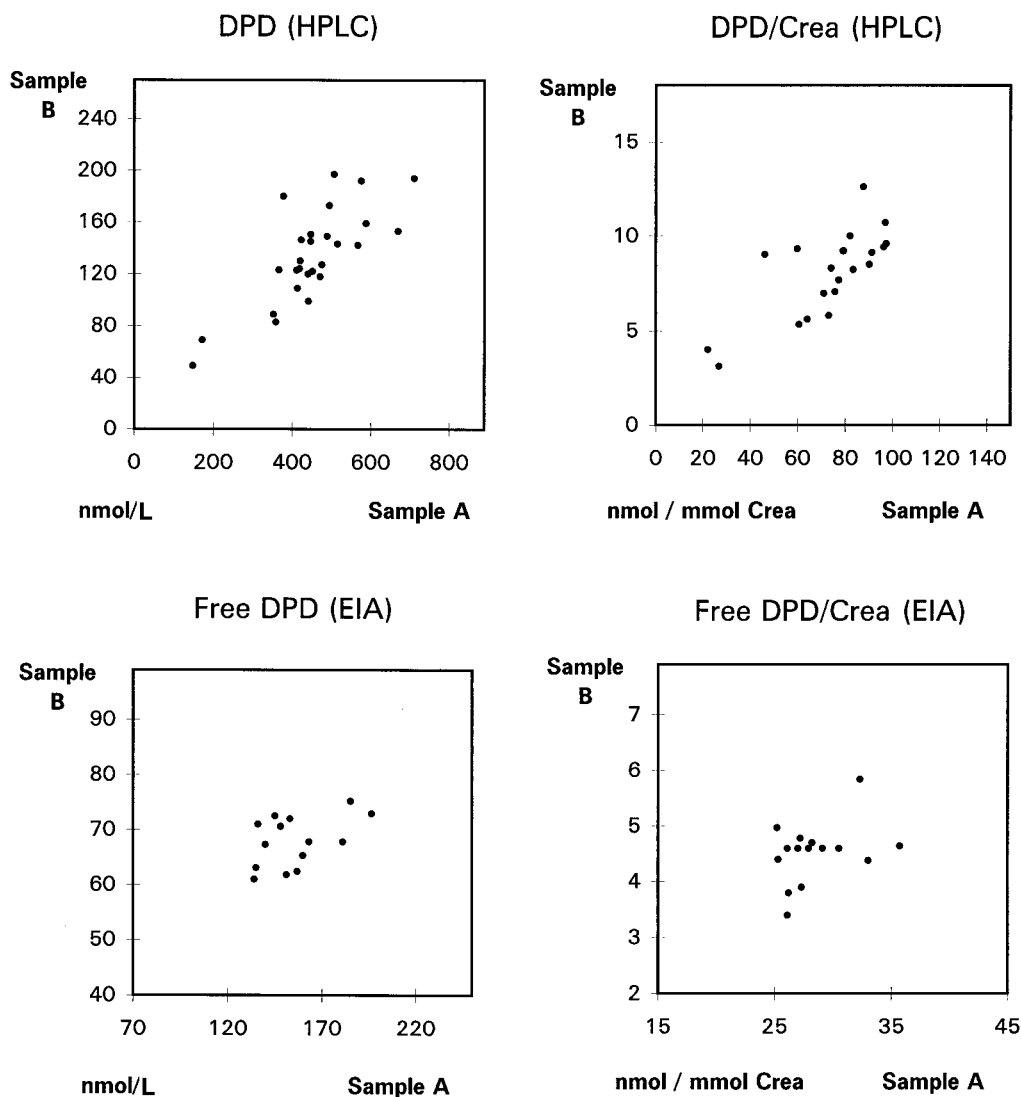 DPD (HPLC)
Sample
B
240
200
160
120
80
40
0
0 200 400 600 800
nmol/L Sample A
DPD/Crea (HPLC)
Sample
B
15
10
5
0
0 20 40 60 80 100 120 140
nmol / mmol Crea Sample A
Free DPD (EIA)
Sample
B
90
80
70
60
50
40
70 120 170 220
nmol/L Sample A
Free DPD/Crea (EIA)
Sample
B
7
6
5
4
3
2
15 25 35 45
nmol / mmol Crea Sample A